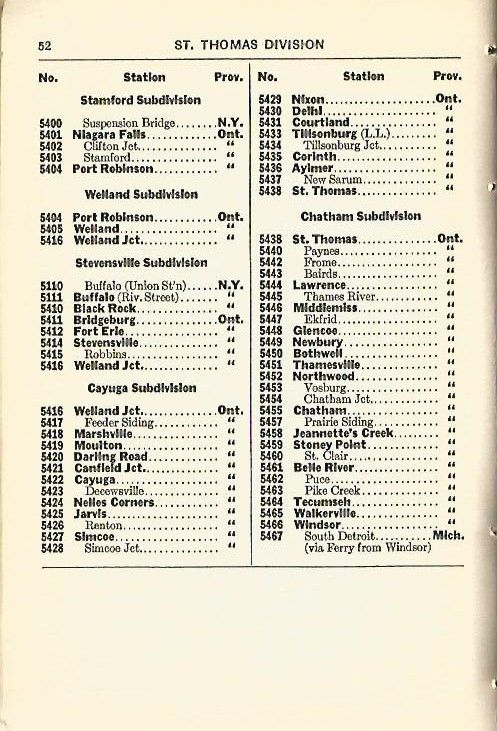 52
ST. THOMAS DIVISION
No. Station Prov.
Stamford Subdivision
5400 Suspension Bridge.......N.Y.
5401 Niagara Falls............Ont.
5402 Clifton Jct................ "
5403 Stamford................. "
5404 Port Robinson............ "
Welland Subdivision
5404 Port Robinson............Ont.
5405 Welland.................. "
5416 Welland Jct.............. "
Stevensville Subdivision
5110 Buffalo (Union St'n)......N.Y.
5111 Buffalo (Riv. Street)....... "
5410 Black Rock............... "
5411 Bridgeburg...............Ont.
5412 Fort Erie................. "
5414 Stevensville............... "
5415 Robbins.................. "
5416 Welland Jct............... "
Cayuga Subdivision
5416 Welland Jct..............Ont.
5417 Feeder Siding............. "
5418 Marshville................ "
5419 Moulton.................. "
5420 Darling Road............. "
5421 Canfield Jct............... "
5422 Cayuga................... "
5423 Decewsville............... "
5424 Nelles Corners............ "
5425 Jarvis.................... "
5426 Renton................... "
5427 Simcoe................... "
5428 Simcoe Jct................ "
No. Station Prov.
5429 Nixon.....................Ont.
5430 Delhi...................... "
5431 Courtland................. "
5433 Tillsonburg (L.L.)......... "
5434 Tillsonburg Jct............ "
5435 Corinth................... "
5436 Aylmer.................... "
5437 New Sarum............... "
5438 St. Thomas................ "
Chatham Subdivision
5438 St. Thomas...............Ont.
5440 Paynes.................... "
5442 Frome.................... "
5443 Bairds.................... "
5444 Lawrence................. "
5445 Thames River............ "
5446 Middlemiss............... "
5447 Ekfrid.................... "
5448 Glencoe................... "
5449 Newbury.................. "
5450 Bothwell.................. "
5451 Thamesville............... "
5452 Northwood................ "
5453 Vosburg................... "
5454 Chatham Jct.............. "
5455 Chatham.................. "
5457 Prairie Siding............. "
5458 Jeannette's Creek......... "
5459 Stoney Point.............. "
5460 St. Clair.................. "
5461 Belle River................ "
5462 Puce...................... "
5463 Pike Creek................ "
5464 Tecumseh................. "
5465 Walkerville................ "
5466 Windsor................... "
5467 South Detroit...........Mich.
(via Ferry from Windsor)